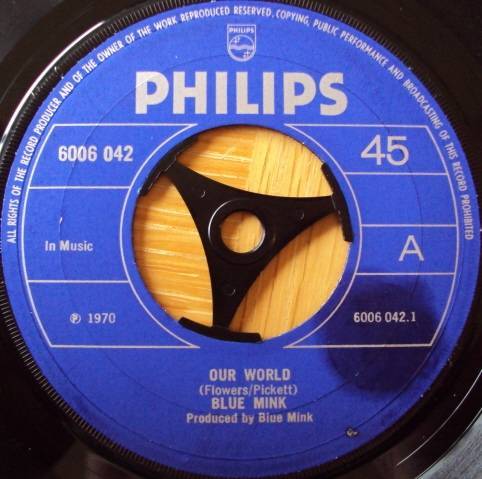 ALL RIGHTS OF THE RECORD PRODUCER AND OF THE OWNER OF THE WORK REPRODUCED RESERVED. COPYING, PUBLIC PERFORMANCE AND BROADCASTING OF THIS RECORD PROHIBITED
PHILIPS
PHILIPS
6006 042
45
In Music
A
℗ 1970
6006 042.1
OUR WORLD
(Flowers/Pickett)
BLUE MINK
Produced by Blue Mink